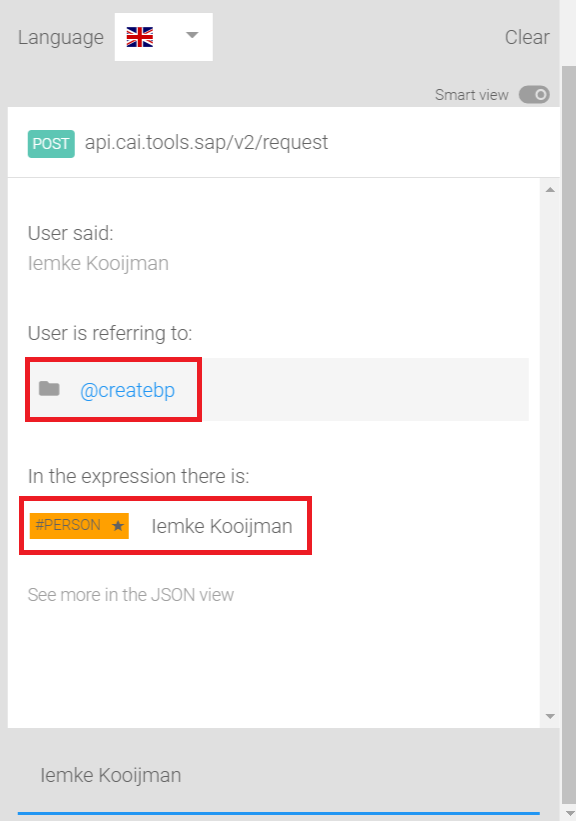 Language Clear
Smart view
POST api.cai.tools.sap/v2/request
User said:
Iemke Kooijman
User is referring to:
@createbp
In the expression there is:
#PERSON ★ Iemke Kooijman
See more in the JSON view
Iemke Kooijman